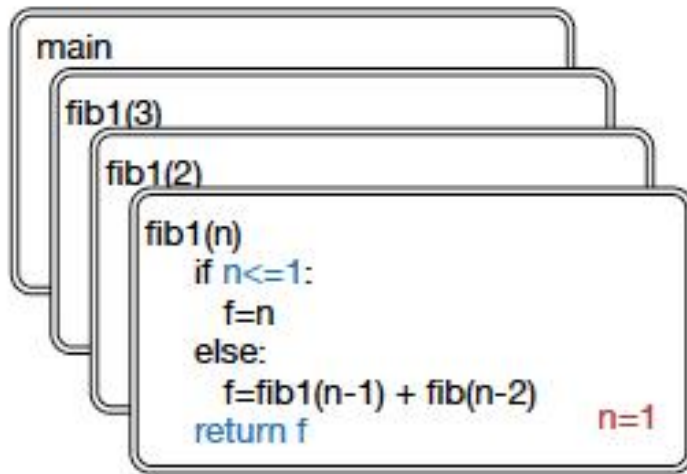 main
fib1(3)
fib1(2)
fib1(n)
if n<=1:
f=n
else:
f=fib1(n-1) + fib(n-2)
return f
n=1